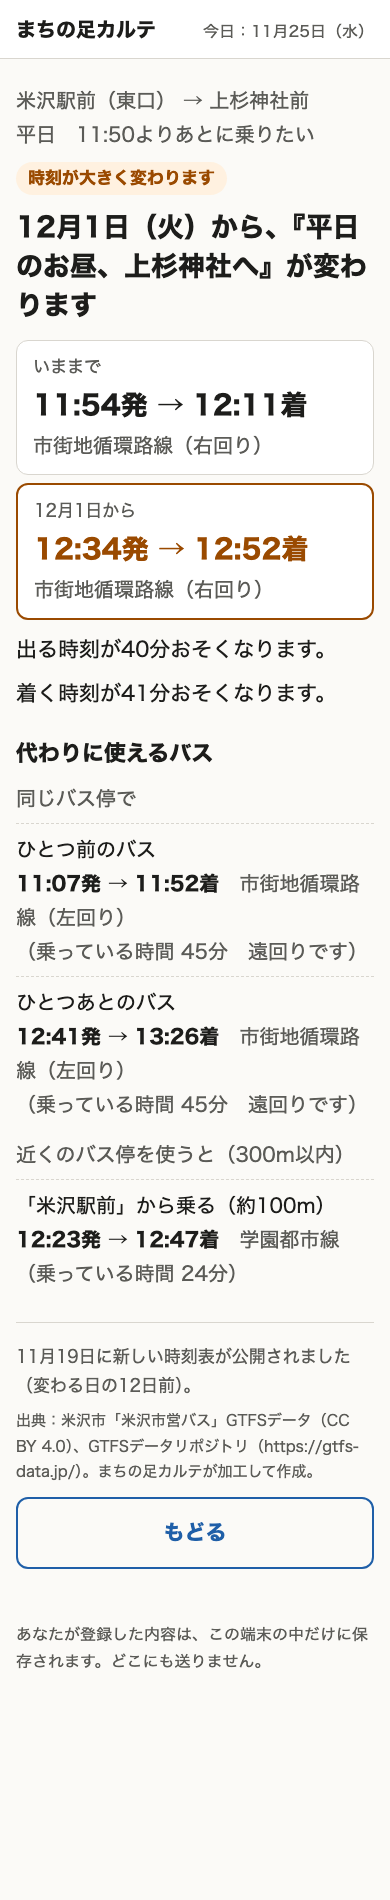 まちの足カルテ
今日：11月25日（水）
米沢駅前（東口） → 上杉神社前
平日　11:50よりあとに乗りたい
時刻が大きく変わります
12月1日（火）から、『平日
のお昼、上杉神社へ』が変わ
ります
いままで
11:54発 → 12:11着
市街地循環路線（右回り）
12月1日から
12:34発 → 12:52着
市街地循環路線（右回り）
出る時刻が40分おそくなります。
着く時刻が41分おそくなります。
代わりに使えるバス
同じバス停で
ひとつ前のバス
11:07発 → 11:52着　市街地循環路
線（左回り）
（乗っている時間 45分　遠回りです）
ひとつあとのバス
12:41発 → 13:26着　市街地循環路
線（左回り）
（乗っている時間 45分　遠回りです）
近くのバス停を使うと（300m以内）
「米沢駅前」から乗る（約100m）
12:23発 → 12:47着　学園都市線
（乗っている時間 24分）
11月19日に新しい時刻表が公開されました
（変わる日の12日前）。
出典：米沢市「米沢市営バス」GTFSデータ（CC
BY 4.0）、GTFSデータリポジトリ（https://gtfs-
data.jp/）。まちの足カルテが加工して作成。
もどる
あなたが登録した内容は、この端末の中だけに保
存されます。どこにも送りません。